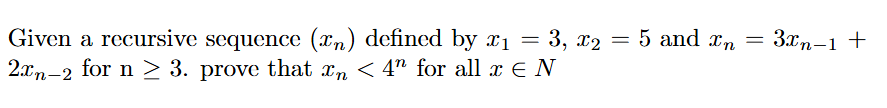 Given a recursive sequence (xₙ) defined by x₁ = 3, x₂ = 5 and xₙ = 3xₙ₋₁ +
2xₙ₋₂ for n ≥ 3. prove that xₙ < 4ⁿ for all x ∈ N